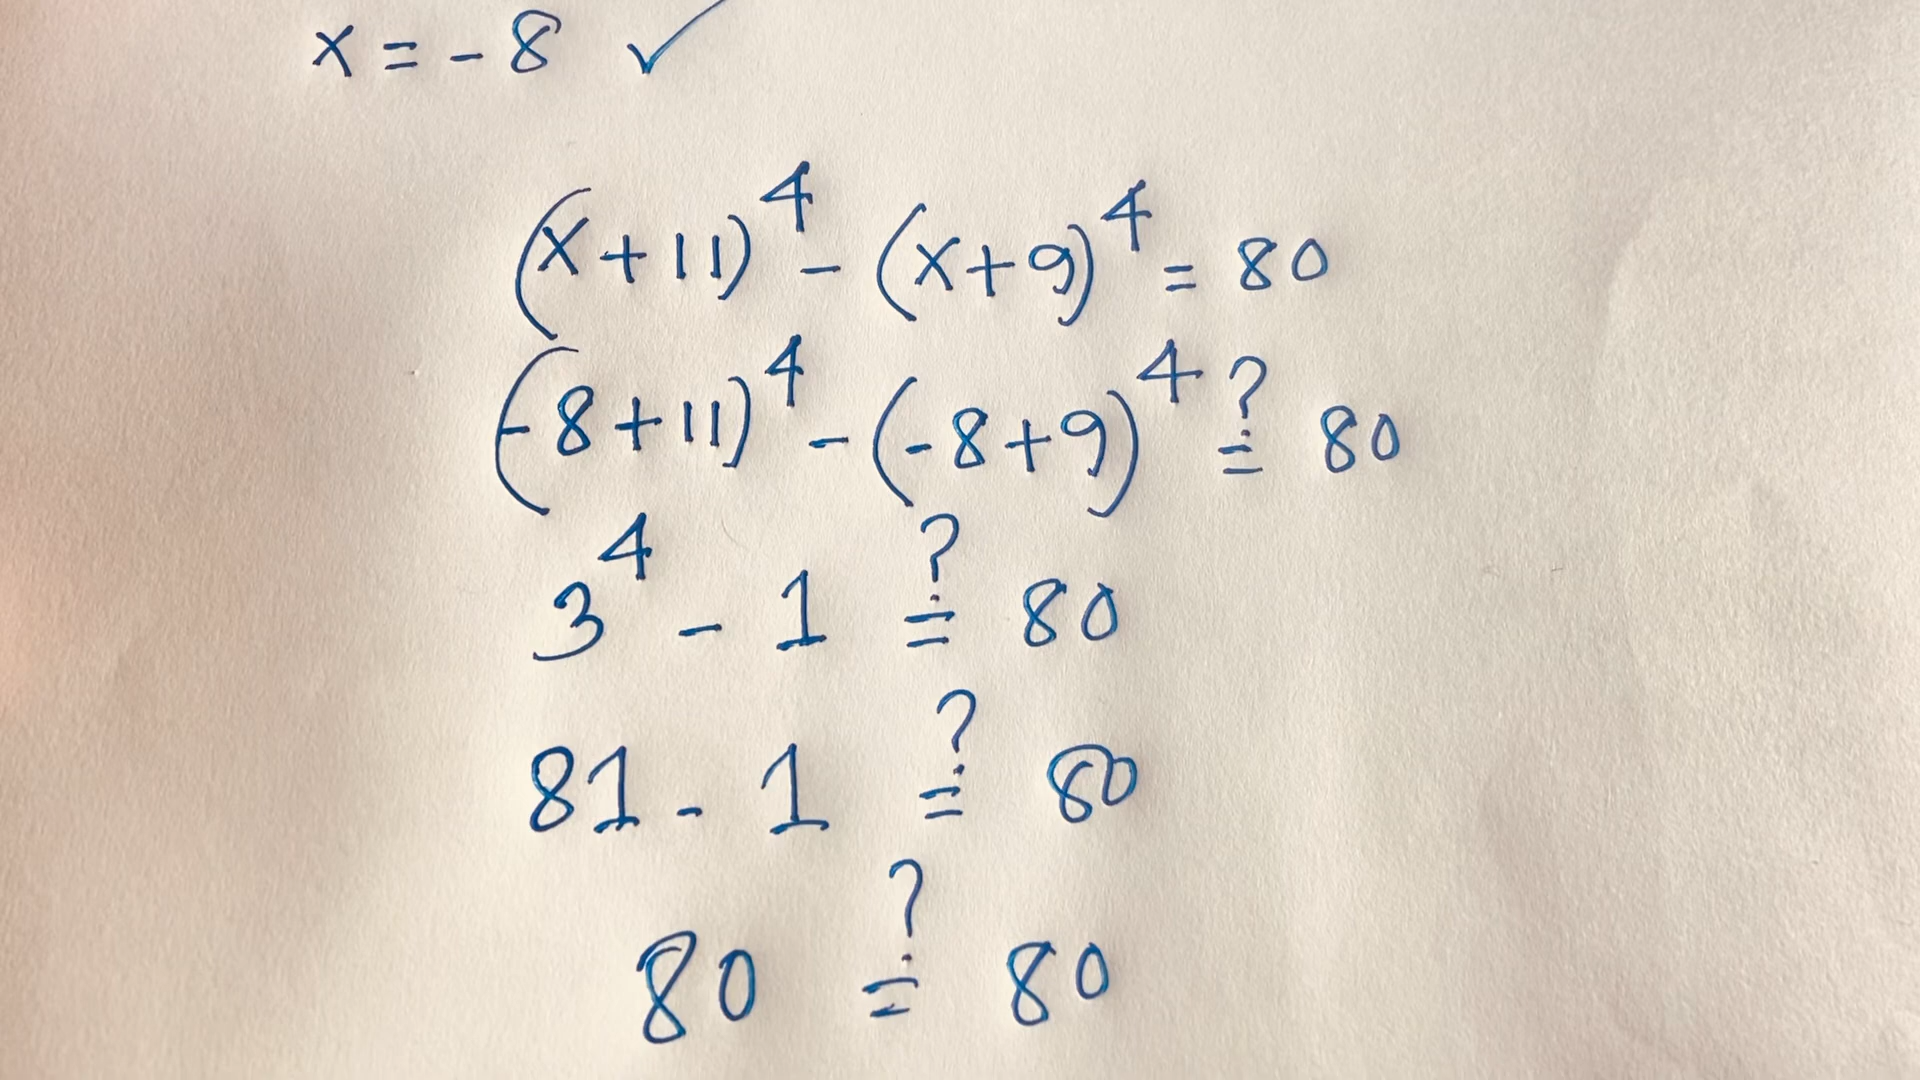 x = - 8 ✓
(x + 11)⁴ - (x + 9)⁴ = 80
(-8 + 11)⁴ - (-8 + 9)⁴ ≟ 80
3⁴ - 1 ≟ 80
81 - 1 ≟ 80
80 ≟ 80